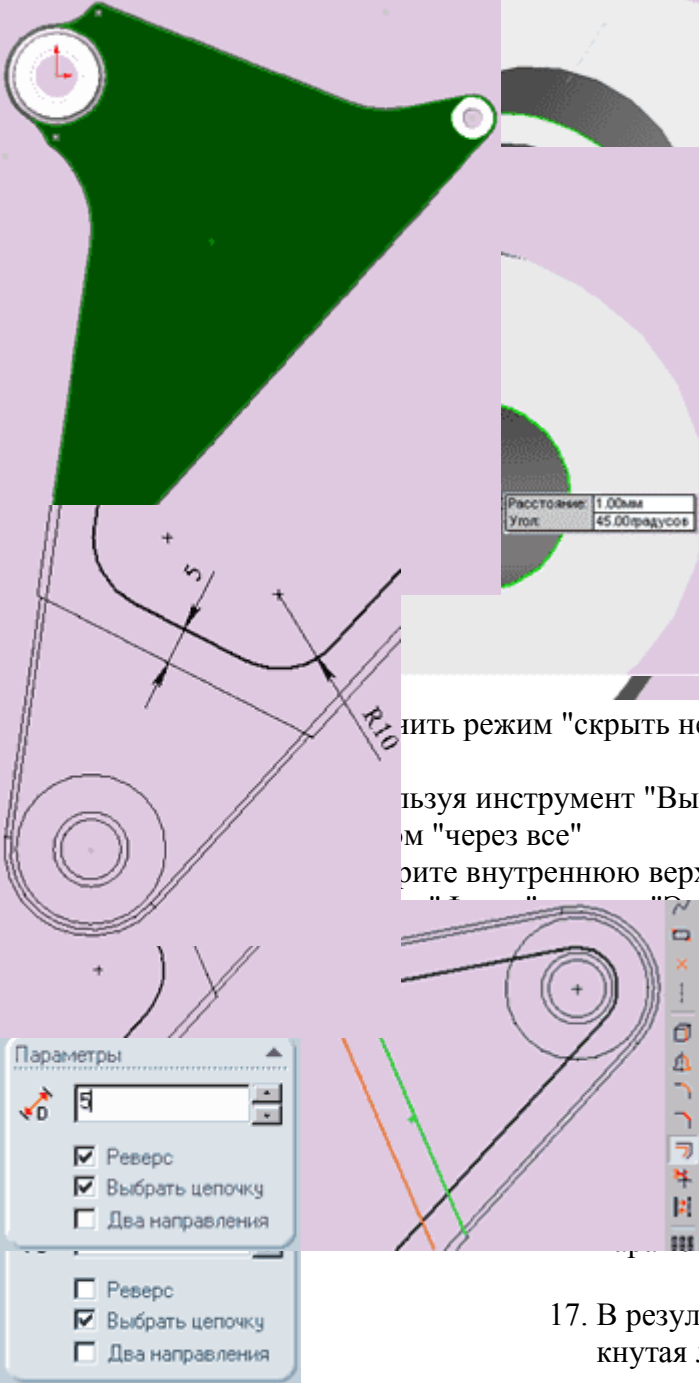 Расстояние: 1.00мм
Угол: 45.00градусов
5
R10
нить режим "скрыть не
льзуя инструмент "Вы
м "через все"
рите внутреннюю верх
Параметры
D
5
Реверс
Выбрать цепочку
Два направления
Реверс
Выбрать цепочку
Два направления
17. В резул
кнутая л